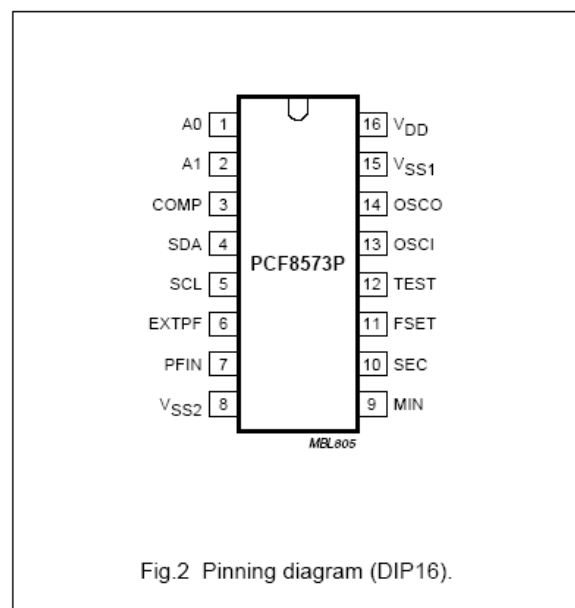 A0 1 16 VDD
A1 2 15 VSS1
COMP 3 14 OSCO
SDA 4 13 OSCI
PCF8573P
SCL 5 12 TEST
EXTPF 6 11 FSET
PFIN 7 10 SEC
VSS2 8 9 MIN
MBL805
Fig.2 Pinning diagram (DIP16).